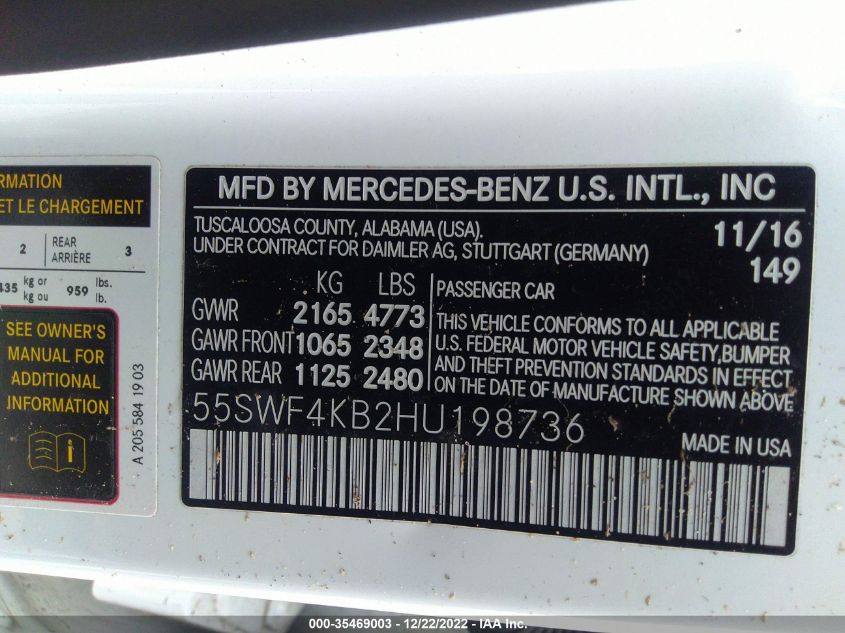 RMATION
ET LE CHARGEMENT
2 REAR ARRIÈRE 3
435 kg or kg ou 959 lbs. lb.
SEE OWNER'S
MANUAL FOR
ADDITIONAL
INFORMATION
A 205 584 19 03
MFD BY MERCEDES-BENZ U.S. INTL., INC
TUSCALOOSA COUNTY, ALABAMA (USA). 11/16
UNDER CONTRACT FOR DAIMLER AG, STUTTGART (GERMANY) 149
KG LBS
GVWR 2165 4773
GAWR FRONT 1065 2348
GAWR REAR 1125 2480
PASSENGER CAR
THIS VEHICLE CONFORMS TO ALL APPLICABLE
U.S. FEDERAL MOTOR VEHICLE SAFETY,BUMPER
AND THEFT PREVENTION STANDARDS IN EFFECT
ON THE DATE OF MANUFACTURE SHOWN ABOVE
55SWF4KB2HU198736
MADE IN USA
000-35469003 - 12/22/2022 - IAA Inc.